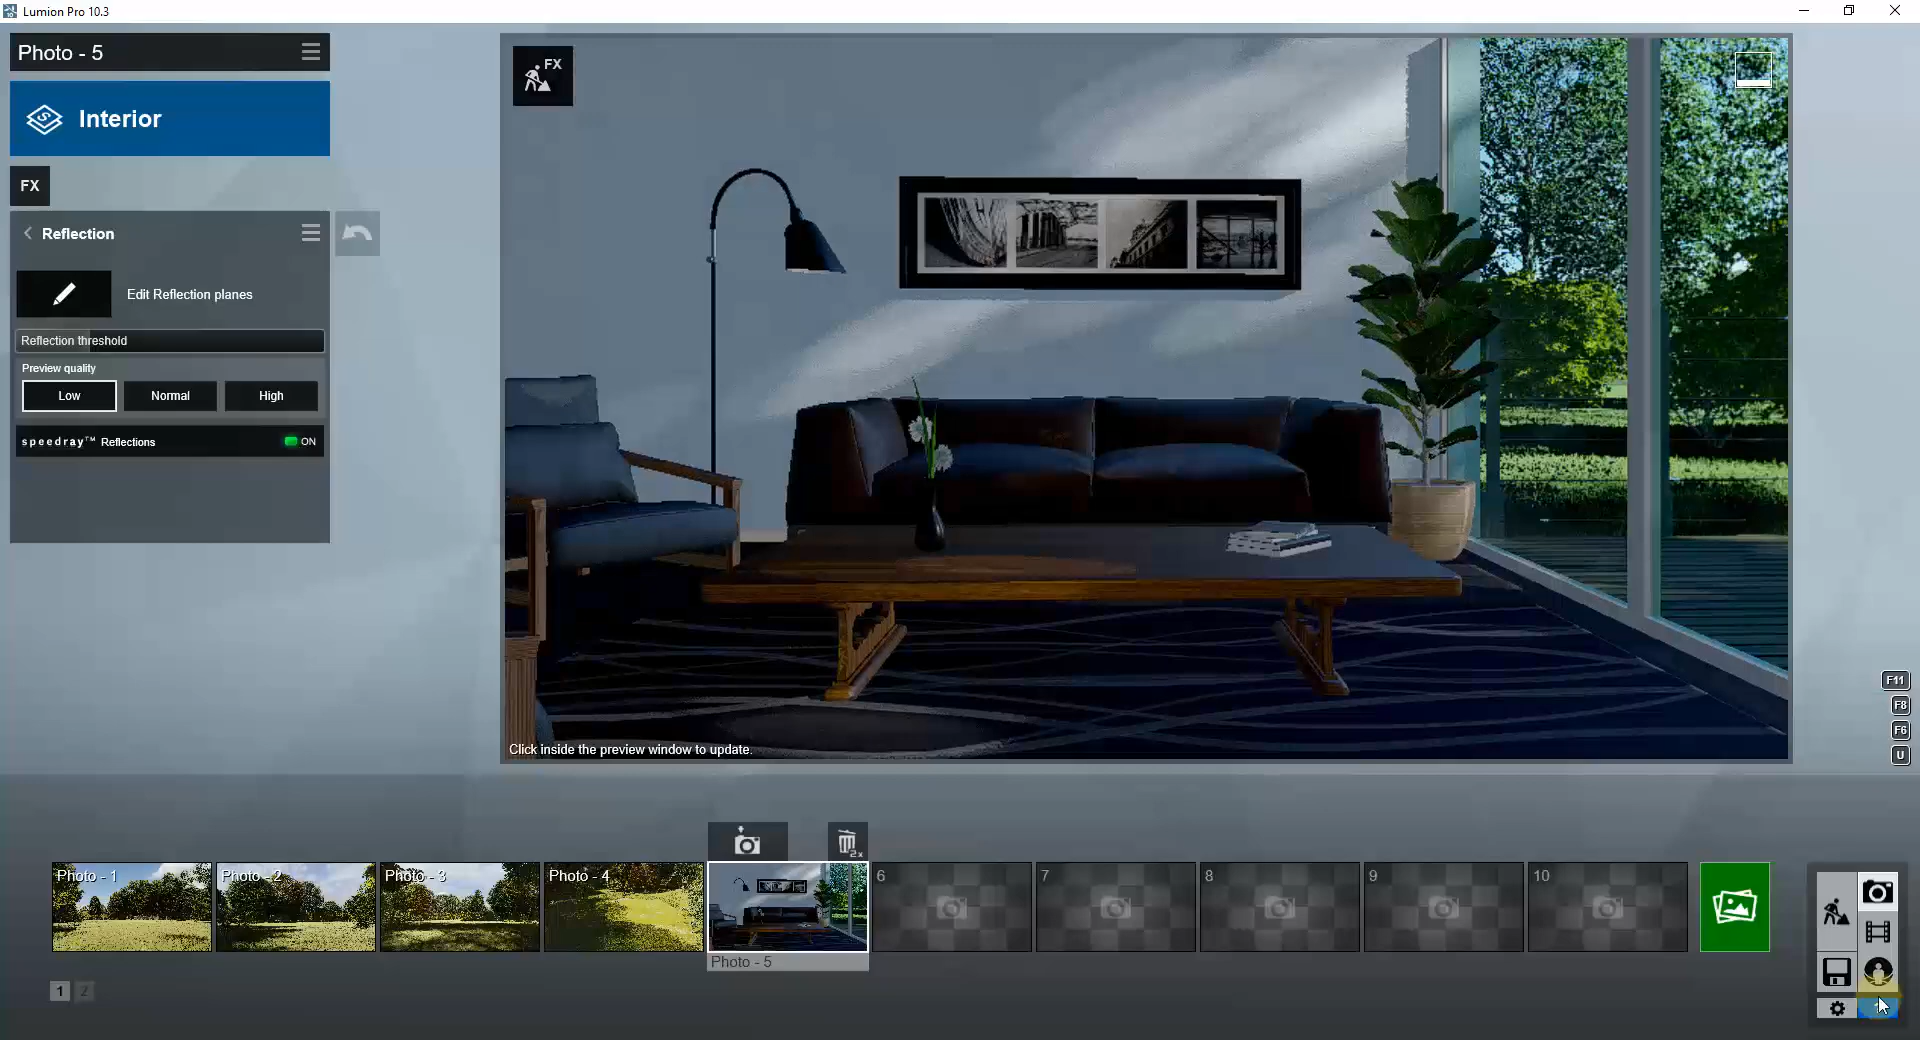 Lumion Pro 10.3
Photo - 5
Interior
FX
Reflection
Edit Reflection planes
Reflection threshold
Preview quality
Low Normal High
speedray™ Reflections ON
FX
Click inside the preview window to update.
F11
F8
F6
U
2x
Photo - 1 Photo - 2 Photo - 3 Photo - 4 6 7 8 9 10
Photo - 5
1 2